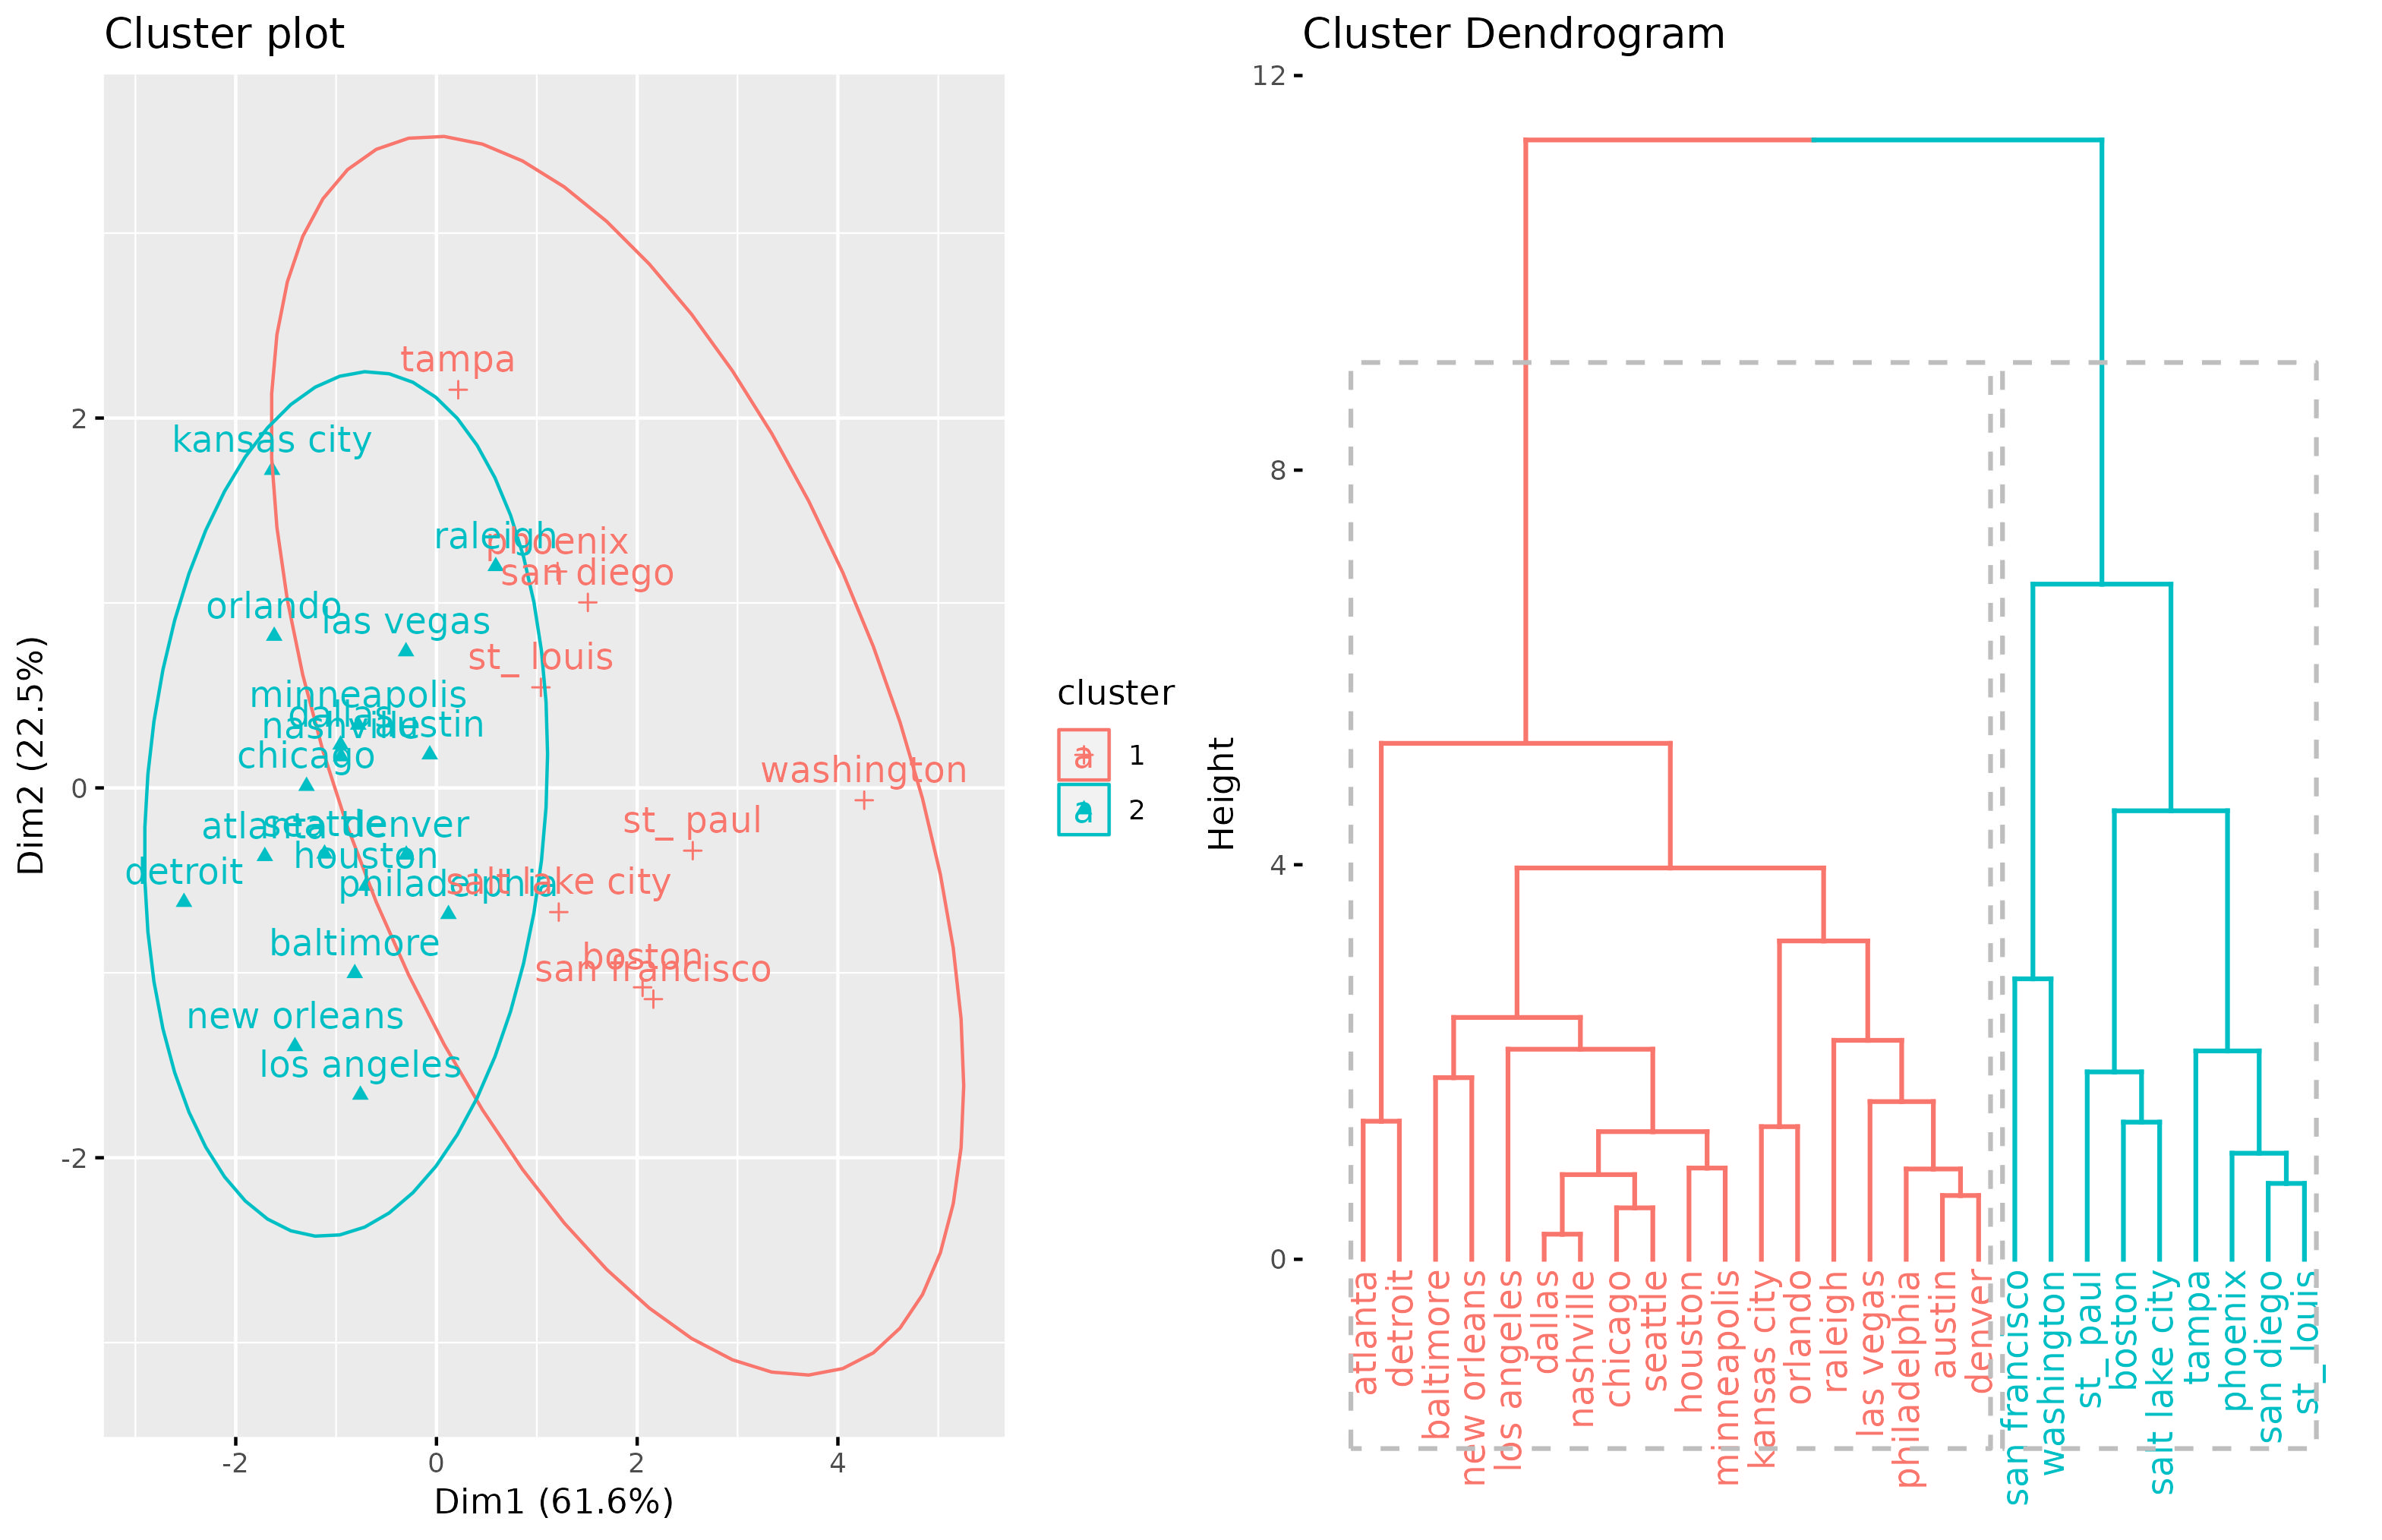 Cluster plot
tampa
kansas city
raleigh
phoenix
san diego
orlando
las vegas
st_ louis
minneapolis
dallas
nashville
austin
chicago
washington
st_ paul
atlanta
seattle
denver
houston
detroit
philadelphia
salt lake city
baltimore
boston
san francisco
new orleans
los angeles
2
0
-2
-2
0
2
4
Dim1 (61.6%)
Dim2 (22.5%)
cluster
a 1
a 2
Cluster Dendrogram
12
8
4
0
Height
atlanta
detroit
baltimore
new orleans
los angeles
dallas
nashville
chicago
seattle
houston
minneapolis
kansas city
orlando
raleigh
las vegas
philadelphia
austin
denver
san francisco
washington
st_ paul
boston
salt lake city
tampa
phoenix
san diego
st_ louis